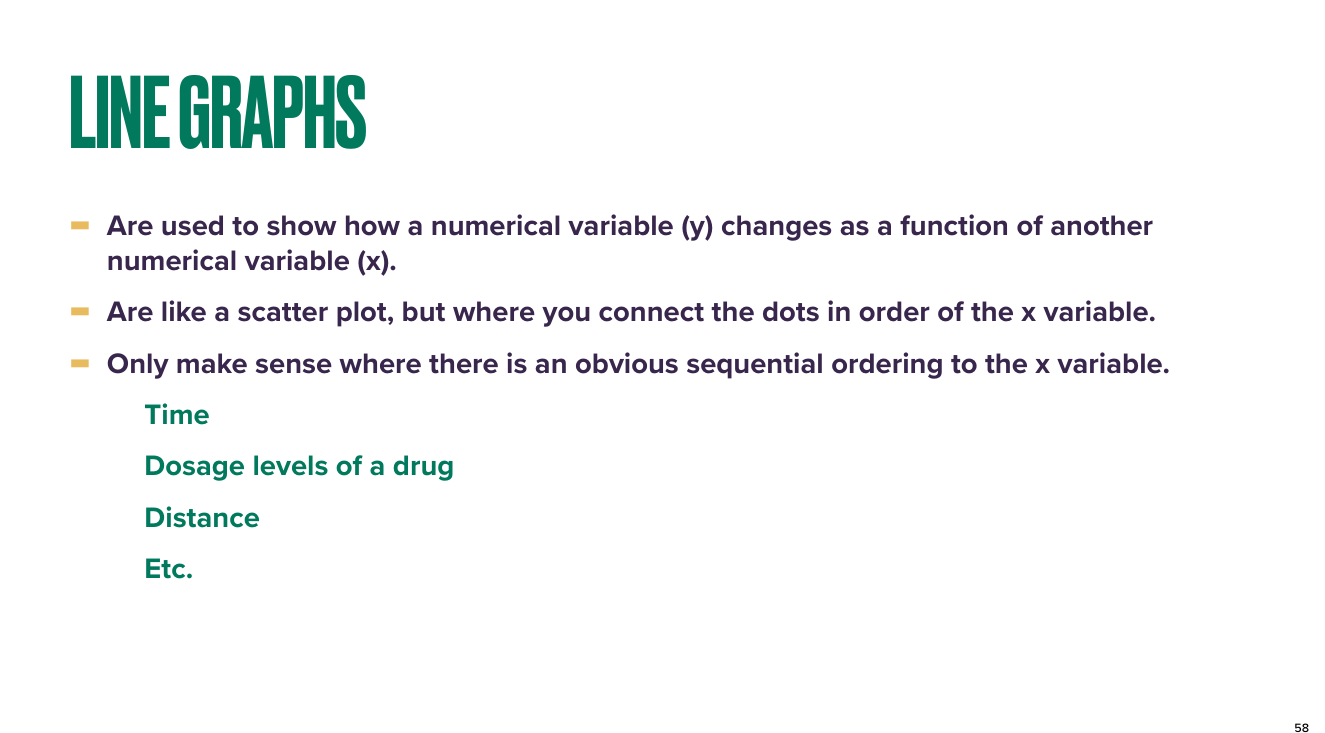 LINE GRAPHS
Are used to show how a numerical variable (y) changes as a function of another
numerical variable (x).
Are like a scatter plot, but where you connect the dots in order of the x variable.
Only make sense where there is an obvious sequential ordering to the x variable.
Time
Dosage levels of a drug
Distance
Etc.
58